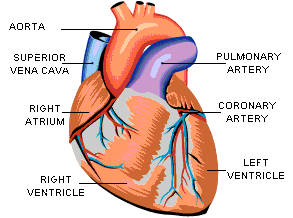 AORTA
SUPERIOR
VENA CAVA
RIGHT
ATRIUM
RIGHT
VENTRICLE
PULMONARY
ARTERY
CORONARY
ARTERY
LEFT
VENTRICLE